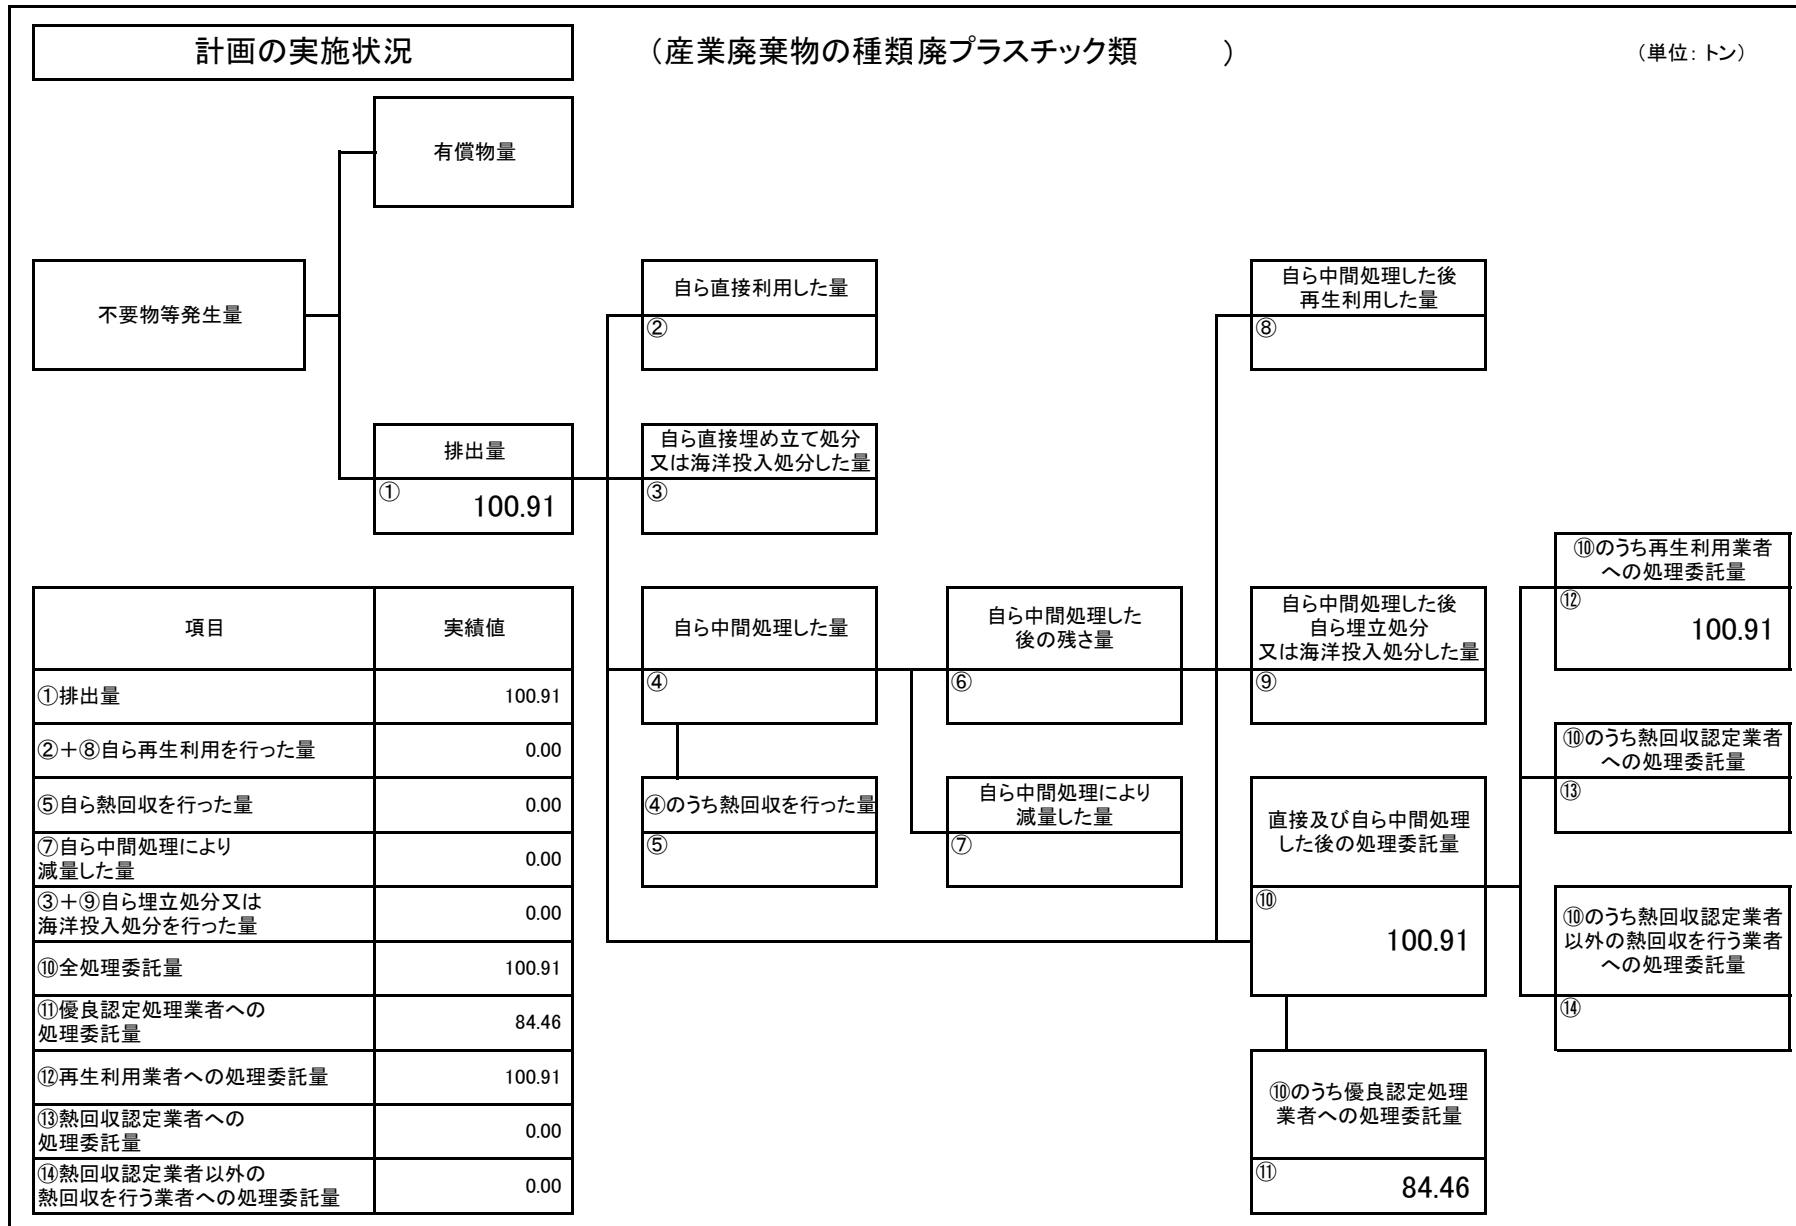 計画の実施状況
（産業廃棄物の種類廃プラスチック類　　　）
（単位：トン）
有償物量
不要物等発生量
自ら直接利用した量
②
自ら中間処理した後
再生利用した量
⑧
排出量
① 100.91
自ら直接埋め立て処分
又は海洋投入処分した量
③
⑩のうち再生利用業者
への処理委託量
⑫
100.91
自ら中間処理した量
④
自ら中間処理した
後の残さ量
⑥
自ら中間処理した後
自ら埋立処分
又は海洋投入処分した量
⑨
⑩のうち熱回収認定業者
への処理委託量
⑬
④のうち熱回収を行った量
⑤
自ら中間処理により
減量した量
⑦
直接及び自ら中間処理
した後の処理委託量
⑩
100.91
⑩のうち熱回収認定業者
以外の熱回収を行う業者
への処理委託量
⑭
⑩のうち優良認定処理
業者への処理委託量
⑪
84.46
項目 実績値
①排出量 100.91
②＋⑧自ら再生利用を行った量 0.00
⑤自ら熱回収を行った量 0.00
⑦自ら中間処理により
減量した量 0.00
③＋⑨自ら埋立処分又は
海洋投入処分を行った量 0.00
⑩全処理委託量 100.91
⑪優良認定処理業者への
処理委託量 84.46
⑫再生利用業者への処理委託量 100.91
⑬熱回収認定業者への
処理委託量 0.00
⑭熱回収認定業者以外の
熱回収を行う業者への処理委託量 0.00